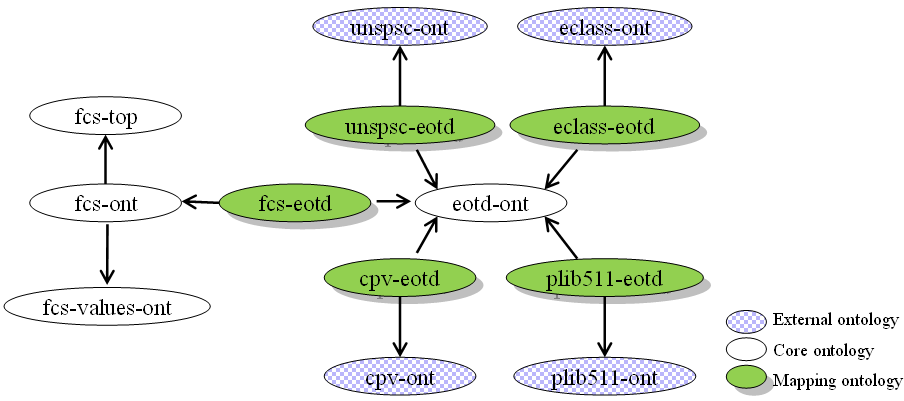 unspsc-ont
eclass-ont
fcs-top
unspsc-eotd
eclass-eotd
fcs-ont
fcs-eotd
eotd-ont
cpv-eotd
plib511-eotd
fcs-values-ont
External ontology
Core ontology
cpv-ont
plib511-ont
Mapping ontology